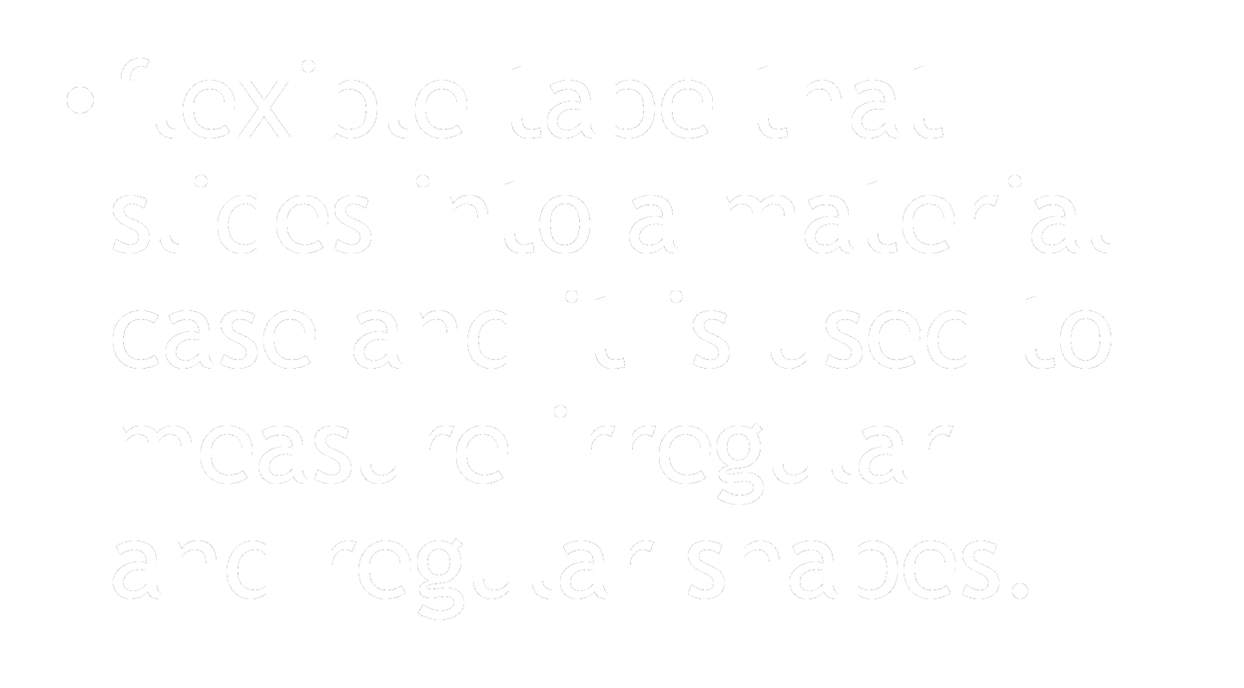 • flexible tape that
slides into a material
case and it is used to
measure irregular
and regular shapes.